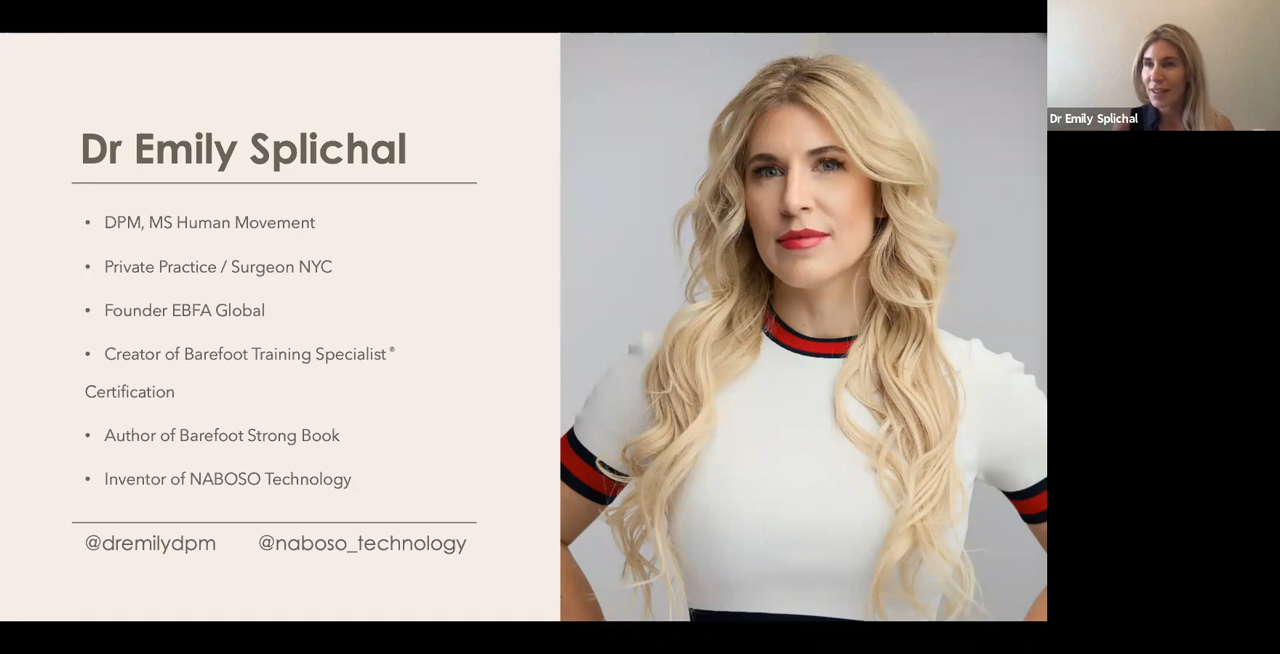 Dr Emily Splichal
• DPM, MS Human Movement
• Private Practice / Surgeon NYC
• Founder EBFA Global
• Creator of Barefoot Training Specialist®
Certification
• Author of Barefoot Strong Book
• Inventor of NABOSO Technology
@dremilydpm @naboso_technology
Dr Emily Splichal